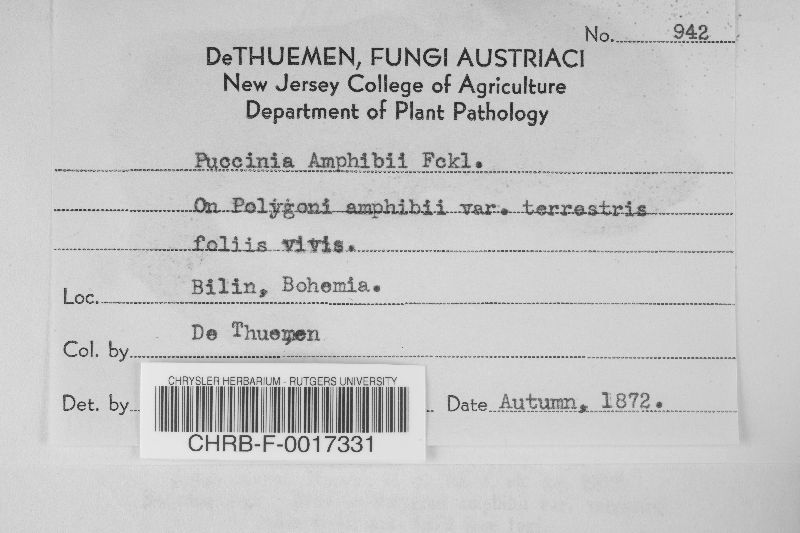 No. 942
DeTHUEMEN, FUNGI AUSTRIACI
New Jersey College of Agriculture
Department of Plant Pathology
Puccinia Amphibii Fckl.
On Polygoni amphibii var. terrestris
foliis vivis.
Loc. Bilin, Bohemia.
Col. by De Thuemen
Det. by Date Autumn, 1872.
CHRYSLER HERBARIUM - RUTGERS UNIVERSITY
CHRB-F-0017331